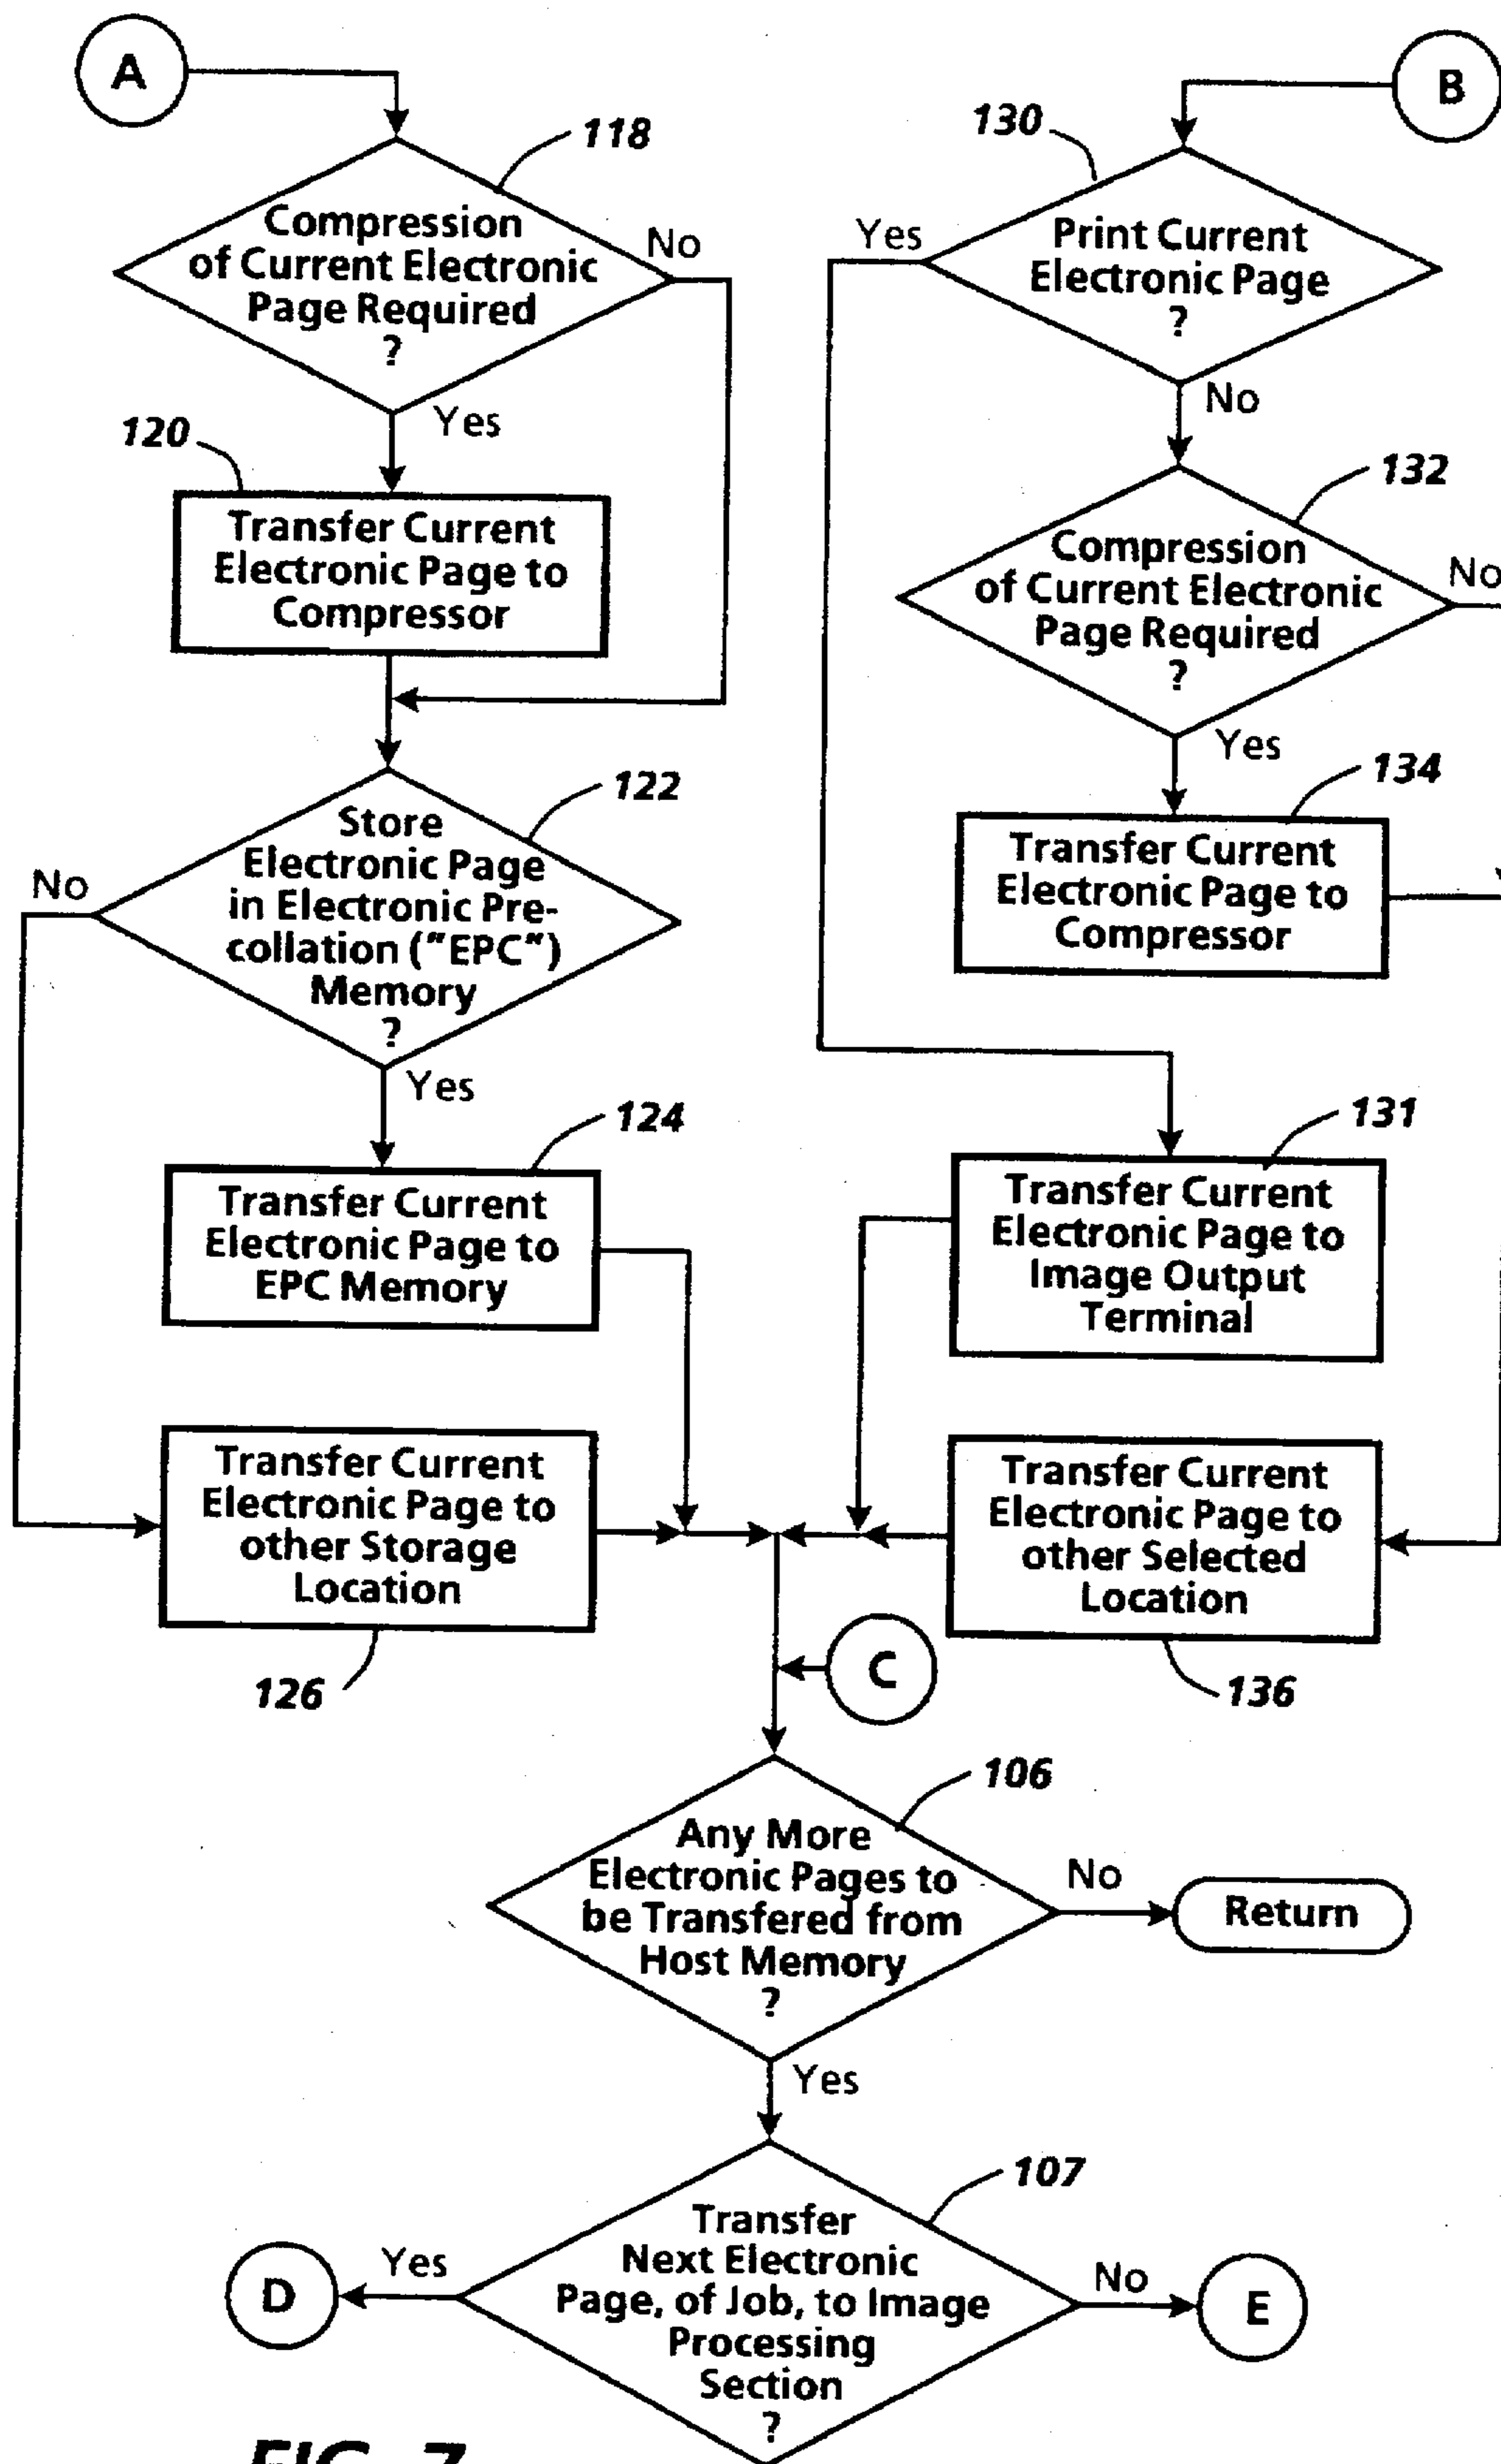 A
118
Compression
of Current Electronic
Page Required
?
No
Yes
120
Transfer Current
Electronic Page to
Compressor
122
Store
Electronic Page
in Electronic Pre-
collation ("EPC")
Memory
?
No
Yes
124
Transfer Current
Electronic Page to
EPC Memory
Transfer Current
Electronic Page to
other Storage
Location
126
B
130
Print Current
Electronic Page
?
Yes
No
132
Compression
of Current Electronic
Page Required
?
No
Yes
134
Transfer Current
Electronic Page to
Compressor
131
Transfer Current
Electronic Page to
Image Output
Terminal
Transfer Current
Electronic Page to
other Selected
Location
136
C
106
Any More
Electronic Pages to
be Transfered from
Host Memory
?
No
Return
Yes
107
Transfer
Next Electronic
Page, of Job, to Image
Processing
Section
?
Yes
D
No
E
FIG. 7